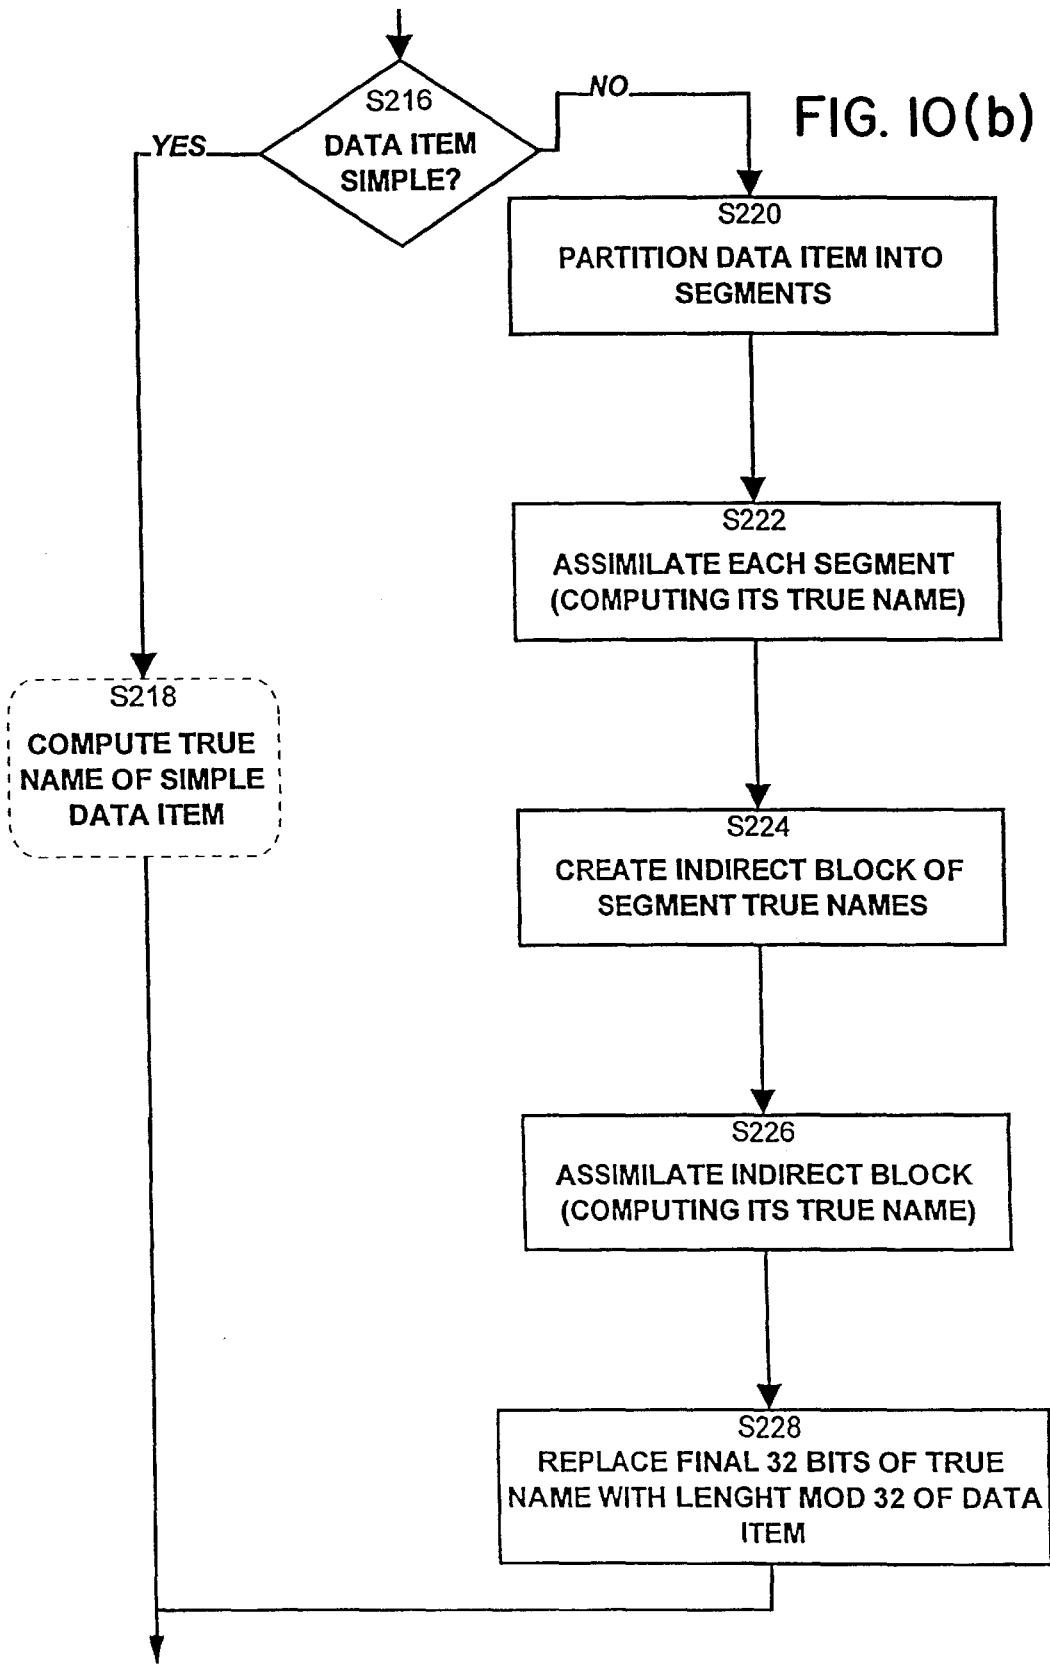 FIG. 10(b)
S216
DATA ITEM
SIMPLE?
YES
NO
S220
PARTITION DATA ITEM INTO
SEGMENTS
S222
ASSIMILATE EACH SEGMENT
(COMPUTING ITS TRUE NAME)
S218
COMPUTE TRUE
NAME OF SIMPLE
DATA ITEM
S224
CREATE INDIRECT BLOCK OF
SEGMENT TRUE NAMES
S226
ASSIMILATE INDIRECT BLOCK
(COMPUTING ITS TRUE NAME)
S228
REPLACE FINAL 32 BITS OF TRUE
NAME WITH LENGHT MOD 32 OF DATA
ITEM